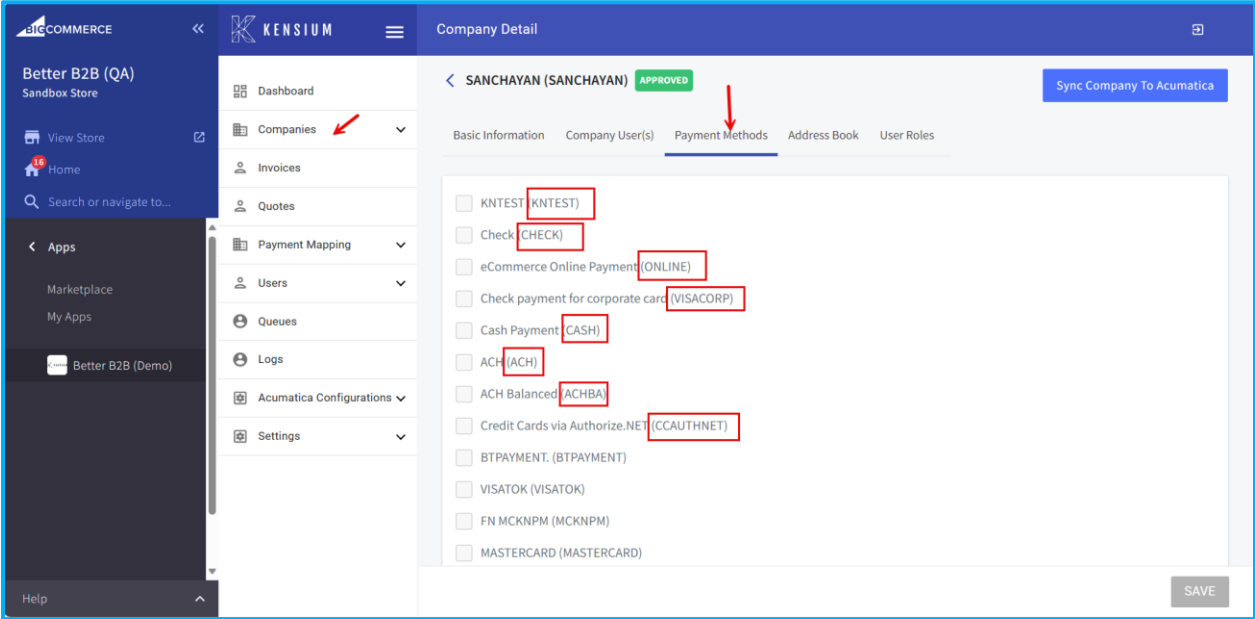 BIGCOMMERCE
Better B2B (QA)
Sandbox Store
View Store
16
Home
Search or navigate to...
Apps
Marketplace
My Apps
Better B2B (Demo)
Help
KENSIUM
Dashboard
Companies
Invoices
Quotes
Payment Mapping
Users
Queues
Logs
Acumatica Configurations
Settings
Company Detail
SANCHAYAN (SANCHAYAN) APPROVED
Sync Company To Acumatica
Basic Information Company User(s) Payment Methods Address Book User Roles
KNTEST (KNTEST)
Check (CHECK)
eCommerce Online Payment (ONLINE)
Check payment for corporate card (VISACORP)
Cash Payment (CASH)
ACH (ACH)
ACH Balanced (ACHBA)
Credit Cards via Authorize.NET (CCAUTHNET)
BTPAYMENT. (BTPAYMENT)
VISATOK (VISATOK)
FN MCKNPM (MCKNPM)
MASTERCARD (MASTERCARD)
SAVE